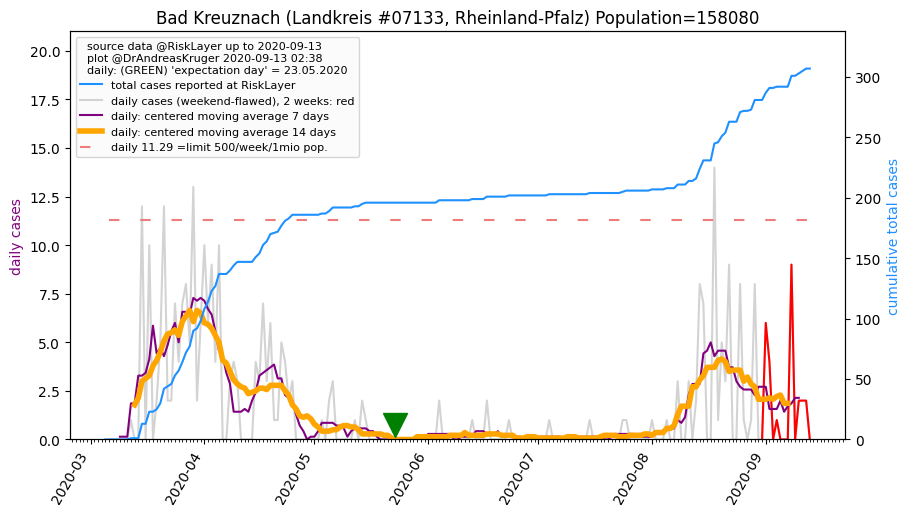 Bad Kreuznach (Landkreis #07133, Rheinland-Pfalz) Population=158080
source data @RiskLayer up to 2020-09-13
plot @DrAndreasKruger 2020-09-13 02:38
daily: (GREEN) 'expectation day' = 23.05.2020
total cases reported at RiskLayer
daily cases (weekend-flawed), 2 weeks: red
daily: centered moving average 7 days
daily: centered moving average 14 days
daily 11.29 =limit 500/week/1mio pop.
daily cases
20.0
17.5
15.0
12.5
10.0
7.5
5.0
2.5
0.0
cumulative total cases
300
250
200
150
100
50
0
2020-03
2020-04
2020-05
2020-06
2020-07
2020-08
2020-09